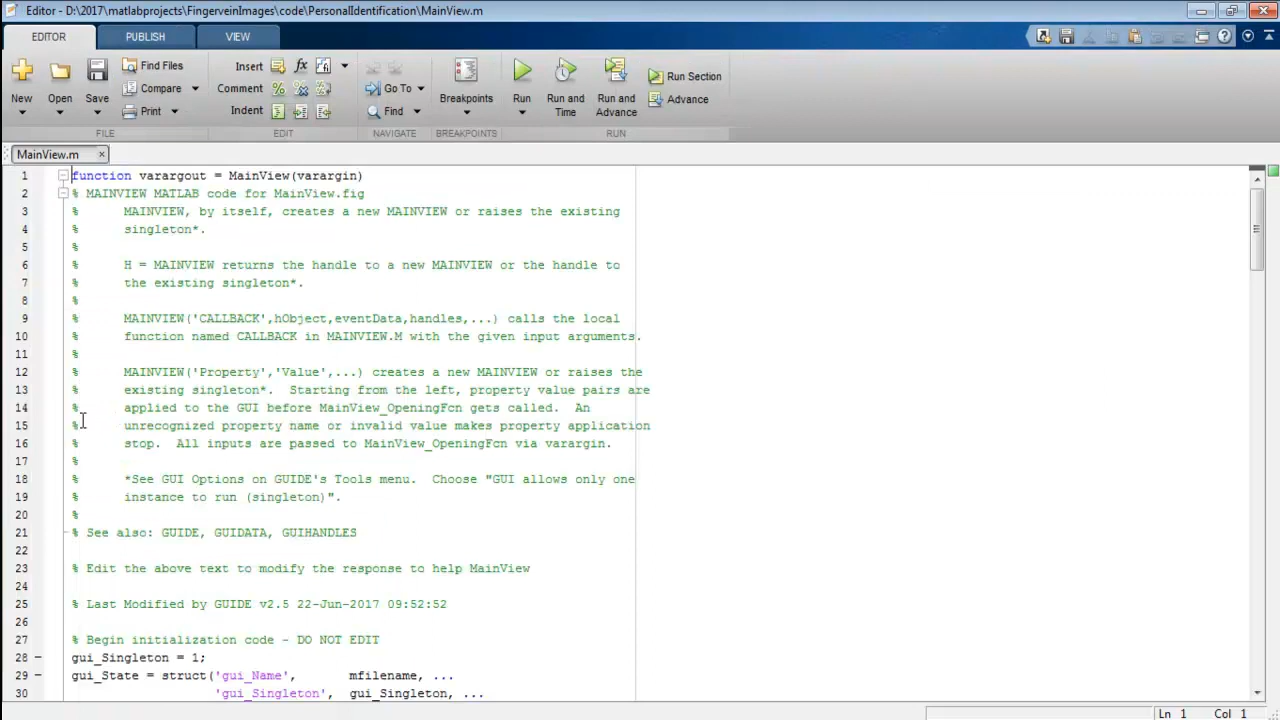 Editor - D:\2017\matlabprojects\FingerveinImages\code\PersonalIdentification\MainView.m
EDITOR PUBLISH VIEW
New Open Save Find Files Compare Print
FILE
Insert fx
Comment %
Indent
EDIT
Go To
Find
NAVIGATE
Breakpoints
BREAKPOINTS
Run Run and Time Run and Advance Run Section Advance
RUN
MainView.m
1 function varargout = MainView(varargin)
2 % MAINVIEW MATLAB code for MainView.fig
3 % MAINVIEW, by itself, creates a new MAINVIEW or raises the existing
4 % singleton*.
5 %
6 % H = MAINVIEW returns the handle to a new MAINVIEW or the handle to
7 % the existing singleton*.
8 %
9 % MAINVIEW('CALLBACK',hObject,eventData,handles,...) calls the local
10 % function named CALLBACK in MAINVIEW.M with the given input arguments.
11 %
12 % MAINVIEW('Property','Value',...) creates a new MAINVIEW or raises the
13 % existing singleton*. Starting from the left, property value pairs are
14 % applied to the GUI before MainView_OpeningFcn gets called. An
15 % unrecognized property name or invalid value makes property application
16 % stop. All inputs are passed to MainView_OpeningFcn via varargin.
17 %
18 % *See GUI Options on GUIDE's Tools menu. Choose "GUI allows only one
19 % instance to run (singleton)".
20 %
21 % See also: GUIDE, GUIDATA, GUIHANDLES
22
23 % Edit the above text to modify the response to help MainView
24
25 % Last Modified by GUIDE v2.5 22-Jun-2017 09:52:52
26
27 % Begin initialization code - DO NOT EDIT
28 gui_Singleton = 1;
29 gui_State = struct('gui_Name', mfilename, ...
30 'gui_Singleton', gui_Singleton, ...
Ln 1 Col 1